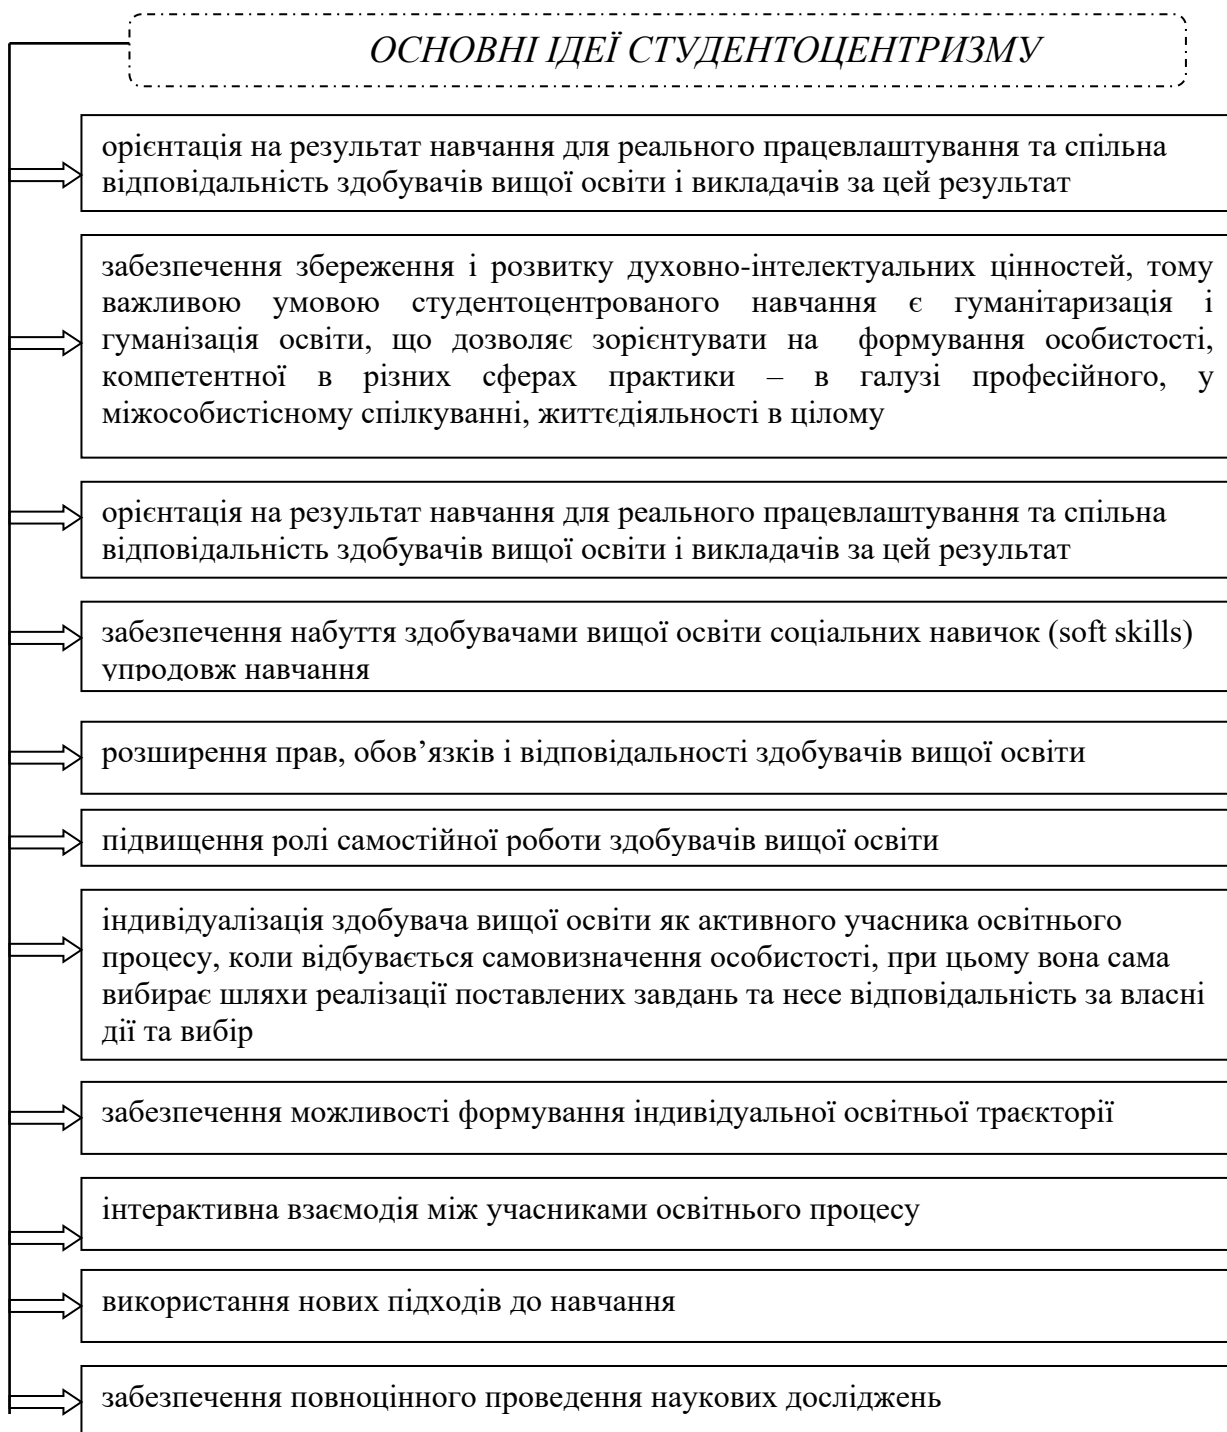 ОСНОВНІ ІДЕЇ СТУДЕНТОЦЕНТРИЗМУ
орієнтація на результат навчання для реального працевлаштування та спільна
відповідальність здобувачів вищої освіти і викладачів за цей результат
забезпечення збереження і розвитку духовно-інтелектуальних цінностей, тому
важливою умовою студентоцентрованого навчання є гуманітаризація і
гуманізація освіти, що дозволяє зорієнтувати на формування особистості,
компетентної в різних сферах практики – в галузі професійного, у
міжособистісному спілкуванні, життєдіяльності в цілому
орієнтація на результат навчання для реального працевлаштування та спільна
відповідальність здобувачів вищої освіти і викладачів за цей результат
забезпечення набуття здобувачами вищої освіти соціальних навичок (soft skills)
упродовж навчання
розширення прав, обов’язків і відповідальності здобувачів вищої освіти
підвищення ролі самостійної роботи здобувачів вищої освіти
індивідуалізація здобувача вищої освіти як активного учасника освітнього
процесу, коли відбувається самовизначення особистості, при цьому вона сама
вибирає шляхи реалізації поставлених завдань та несе відповідальність за власні
дії та вибір
забезпечення можливості формування індивідуальної освітньої траєкторії
інтерактивна взаємодія між учасниками освітнього процесу
використання нових підходів до навчання
забезпечення повноцінного проведення наукових досліджень